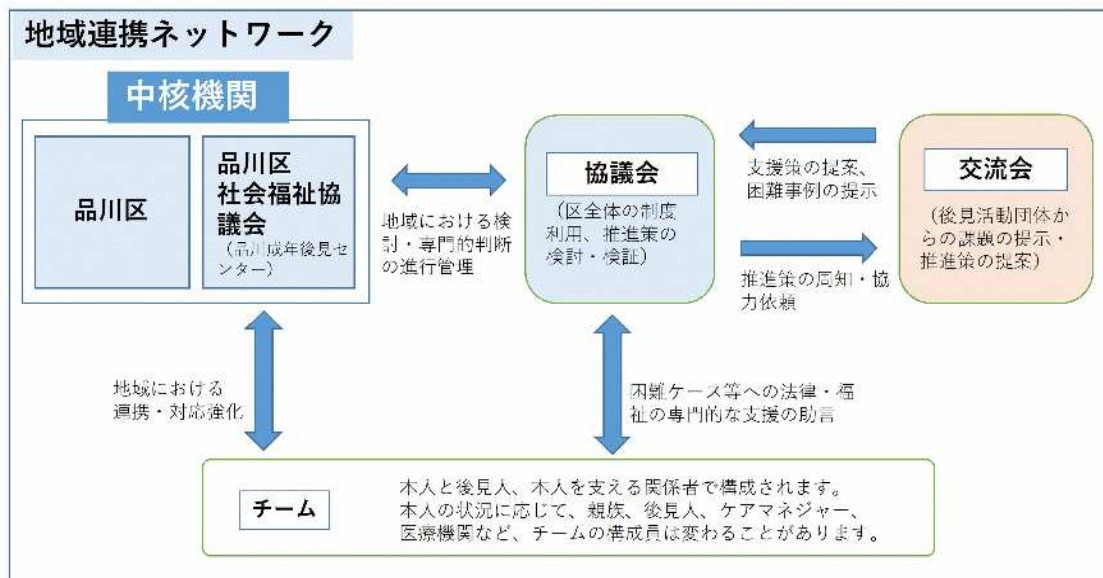 地域連携ネットワーク
中核機関
品川区
品川区
社会福祉協
議会
（品川成年後見セ
ンター）
地域における検
討・専門的判断
の進行管理
協議会
（区全体の制度
利用、推進策の
検討・検証）
支援策の提案、
困難事例の提示
推進策の周知・協
力依頼
交流会
（後見活動団体か
らの課題の提示・
推進策の提案）
地域における
連携・対応強化
困難ケース等への法律・福
祉の専門的な支援の助言
チーム
本人と後見人、本人を支える関係者で構成されます。
本人の状況に応じて、親族、後見人、ケアマネジャー、
医療機関など、チームの構成員は変わることがあります。